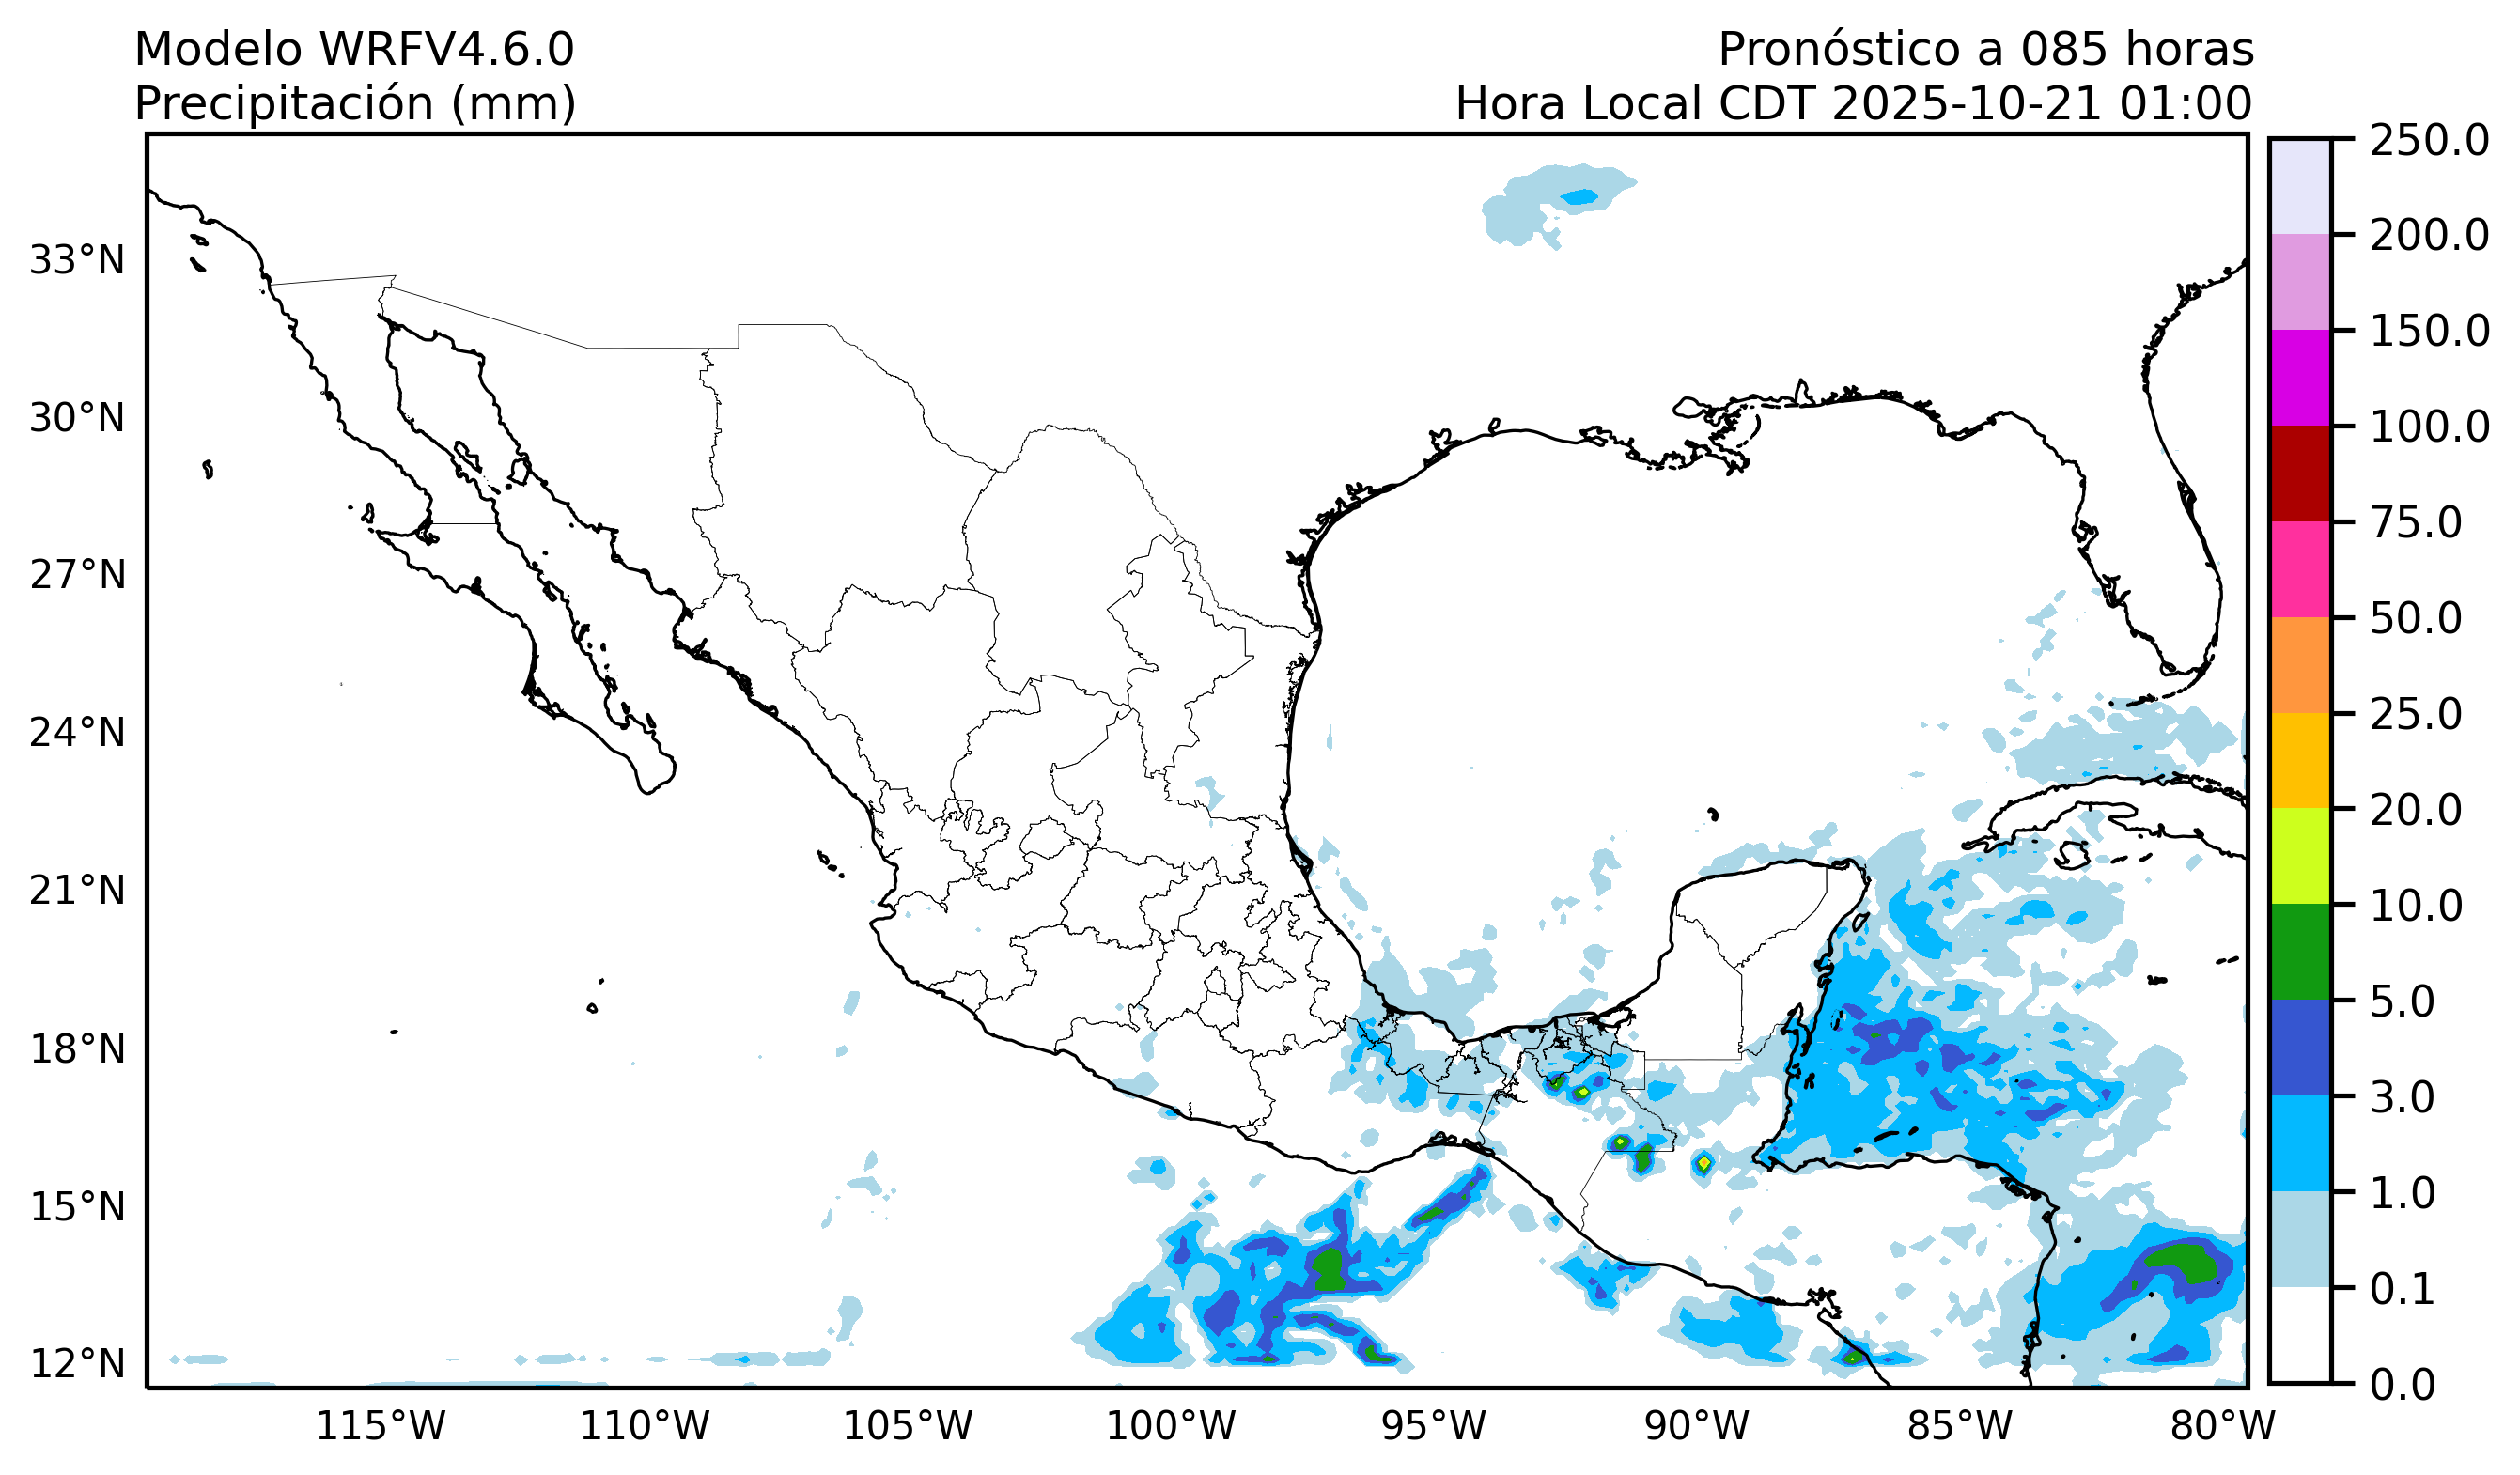 Modelo WRFV4.6.0
Precipitación (mm)
Pronóstico a 085 horas
Hora Local CDT 2025-10-21 01:00
33°N
30°N
27°N
24°N
21°N
18°N
15°N
12°N
115°W
110°W
105°W
100°W
95°W
90°W
85°W
80°W
250.0
200.0
150.0
100.0
75.0
50.0
25.0
20.0
10.0
5.0
3.0
1.0
0.1
0.0